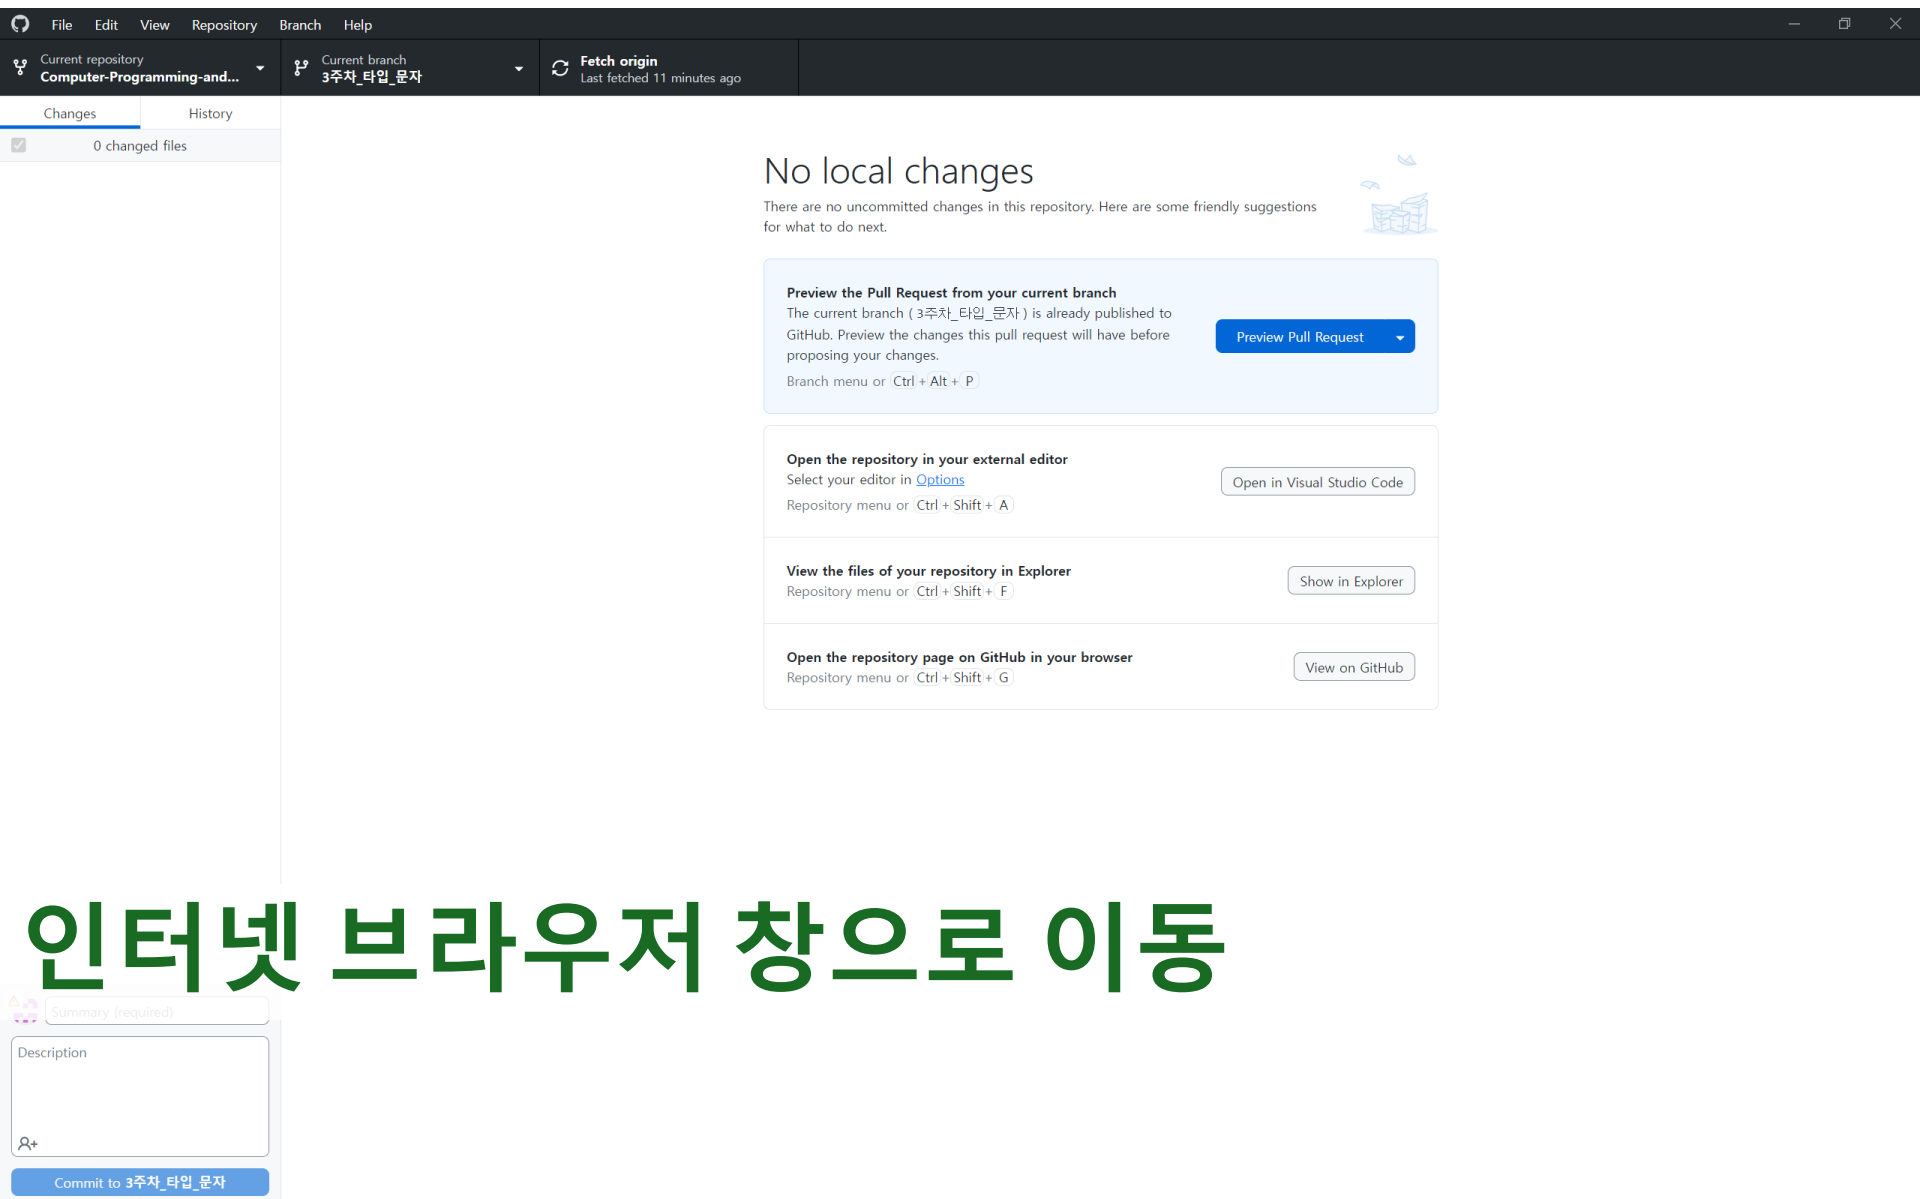 File Edit View Repository Branch Help
Current repository
Computer-Programming-and...
Current branch
3주차_타입_문자
Fetch origin
Last fetched 11 minutes ago
Changes History
0 changed files
No local changes
There are no uncommitted changes in this repository. Here are some friendly suggestions
for what to do next.
Preview the Pull Request from your current branch
The current branch ( 3주차_타입_문자 ) is already published to
GitHub. Preview the changes this pull request will have before
proposing your changes.
Branch menu or Ctrl + Alt + P
Preview Pull Request
Open the repository in your external editor
Select your editor in Options
Repository menu or Ctrl + Shift + A
Open in Visual Studio Code
View the files of your repository in Explorer
Repository menu or Ctrl + Shift + F
Show in Explorer
Open the repository page on GitHub in your browser
Repository menu or Ctrl + Shift + G
View on GitHub
인터넷 브라우저 창으로 이동
Summary (required)
Description
Commit to 3주차_타입_문자